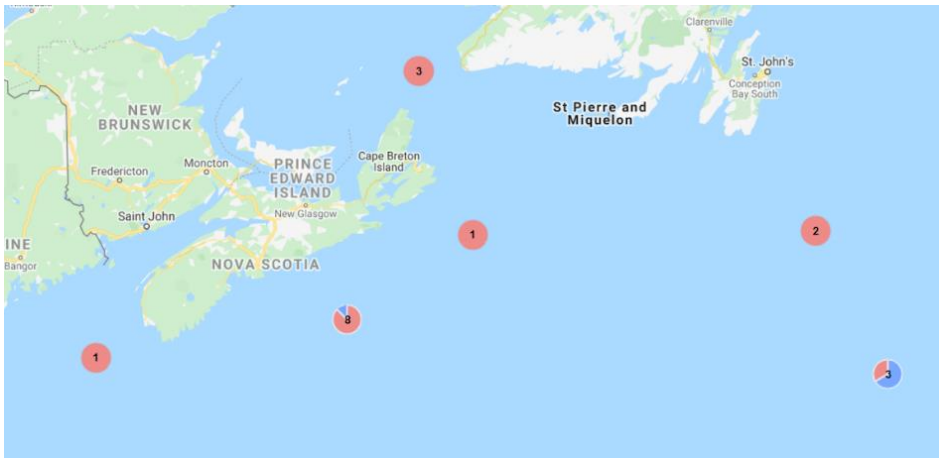 Clarenville
St. John's
3
Conception
Bay South
St Pierre and
Miquelon
NEW
BRUNSWICK
Cape Breton
Island
Moncton
PRINCE
EDWARD
ISLAND
Fredericton
New Glasgow
Saint John
1
2
INE
Bangor
NOVA SCOTIA
8
1
3